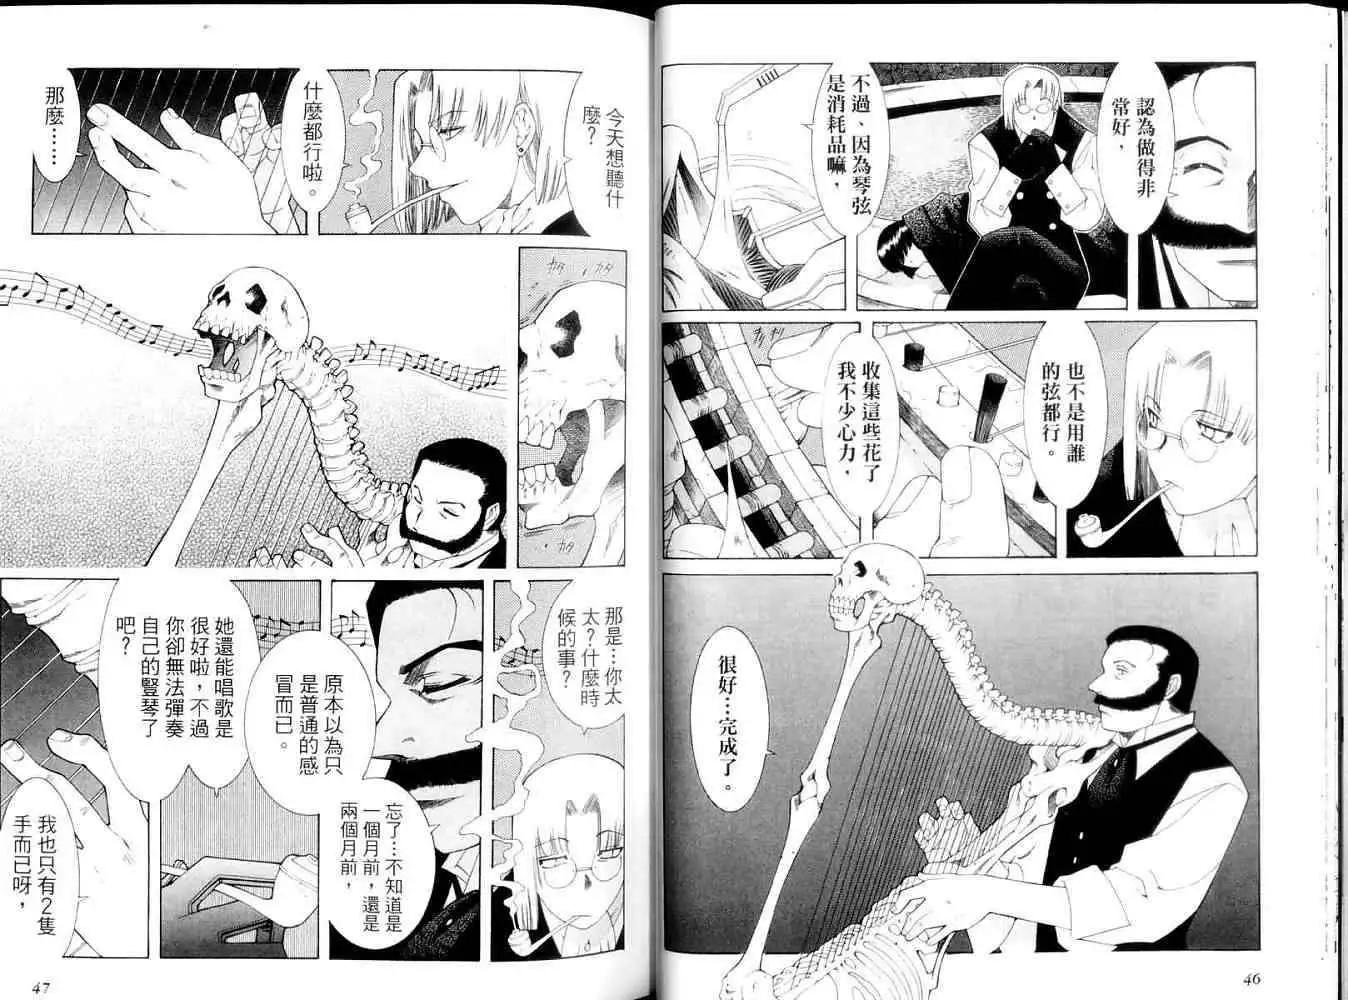 認為做得非
常好，
不過、因為琴弦
是消耗品嘛，
也不是用誰
的弦都行。
收集這些花了
我不少心力，
很好…完成了。
46
今天想聽什
麼？
什麼都行啦。
那麼……
喀
喀
喀
那是…你太
太？什麼時
候的事？
忘了…不知道是
一個月前，還是
兩個月前，
原本以為只
是普通的感
冒而已。
她還能唱歌是
很好啦，不過
你卻無法彈奏
自己的豎琴了
吧？
我也只有2隻
手而已呀，
47